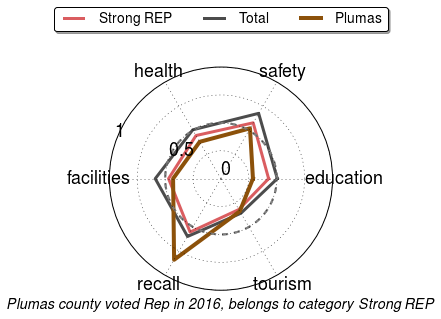 Strong REP Total Plumas
health safety
1
0.5
0
facilities education
recall tourism
Plumas county voted Rep in 2016, belongs to category Strong REP